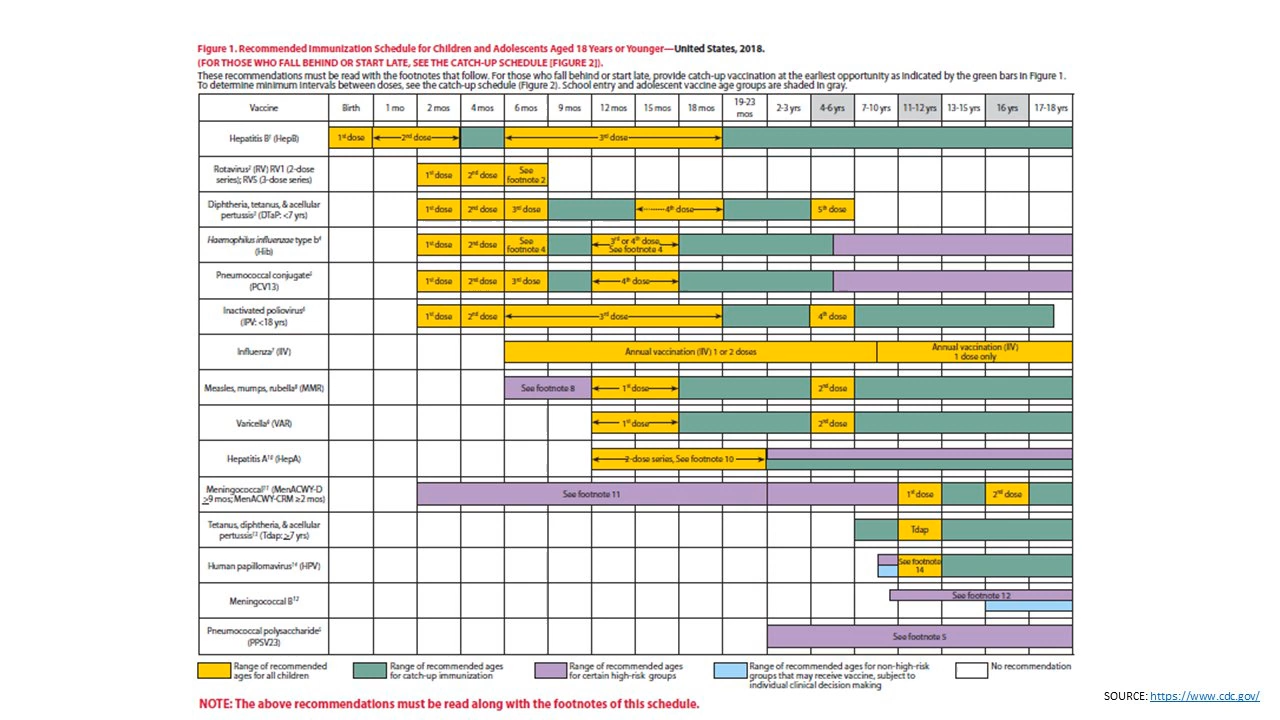 Figure 1. Recommended Immunization Schedule for Children and Adolescents Aged 18 Years or Younger—United States, 2018.
(FOR THOSE WHO FALL BEHIND OR START LATE, SEE THE CATCH-UP SCHEDULE [FIGURE 2]).
These recommendations must be read with the footnotes that follow. For those who fall behind or start late, provide catch-up vaccination at the earliest opportunity as indicated by the green bars in Figure 1.
To determine minimum intervals between doses, see the catch-up schedule (Figure 2). School entry and adolescent vaccine age groups are shaded in gray.
Vaccine Birth 1 mo 2 mos 4 mos 6 mos 9 mos 12 mos 15 mos 18 mos 19-23 mos 2-3 yrs 4-6 yrs 7-10 yrs 11-12 yrs 13-15 yrs 16 yrs 17-18 yrs
Hepatitis B¹ (HepB) 1st dose 2nd dose 3rd dose
Rotavirus² (RV) RV1 (2-dose
series); RV5 (3-dose series)
1st dose 2nd dose See footnote 2
Diphtheria, tetanus, & acellular
pertussis³ (DTaP: <7 yrs)
1st dose 2nd dose 3rd dose 4th dose 5th dose
Haemophilus influenzae type b⁴
(Hib)
1st dose 2nd dose See footnote 4 3rd or 4th dose, See footnote 4
Pneumococcal conjugate⁵
(PCV13)
1st dose 2nd dose 3rd dose 4th dose
Inactivated poliovirus⁶
(IPV: <18 yrs)
1st dose 2nd dose 3rd dose 4th dose
Influenza⁷ (IIV) Annual vaccination (IIV) 1 or 2 doses Annual vaccination (IIV) 1 dose only
Measles, mumps, rubella⁸ (MMR) See footnote 8 1st dose 2nd dose
Varicella⁹ (VAR) 1st dose 2nd dose
Hepatitis A¹⁰ (HepA) 2-dose series, See footnote 10
Meningococcal¹¹ (MenACWY-D
≥9 mos; MenACWY-CRM ≥2 mos)
See footnote 11 1st dose 2nd dose
Tetanus, diphtheria, & acellular
pertussis¹³ (Tdap: ≥7 yrs)
Tdap
Human papillomavirus¹⁴ (HPV) See footnote 14
Meningococcal B¹² See footnote 12
Pneumococcal polysaccharide⁵
(PPSV23)
See footnote 5
Range of recommended
ages for all children
Range of recommended ages
for catch-up immunization
Range of recommended ages
for certain high-risk groups
Range of recommended ages for non-high-risk
groups that may receive vaccine, subject to
individual clinical decision making
No recommendation
NOTE: The above recommendations must be read along with the footnotes of this schedule.
SOURCE: https://www.cdc.gov/